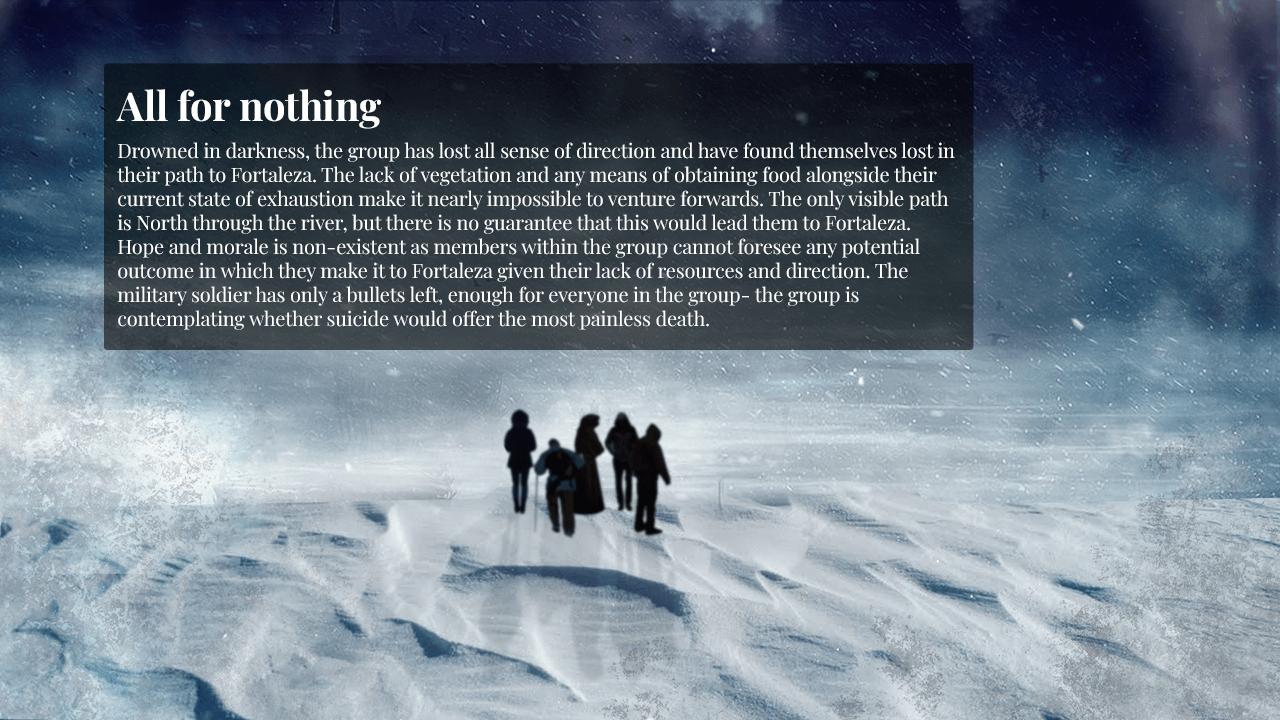 All for nothing
Drowned in darkness, the group has lost all sense of direction and have found themselves lost in
their path to Fortaleza. The lack of vegetation and any means of obtaining food alongside their
current state of exhaustion make it nearly impossible to venture forwards. The only visible path
is North through the river, but there is no guarantee that this would lead them to Fortaleza.
Hope and morale is non-existent as members within the group cannot foresee any potential
outcome in which they make it to Fortaleza given their lack of resources and direction. The
military soldier has only a bullets left, enough for everyone in the group- the group is
contemplating whether suicide would offer the most painless death.